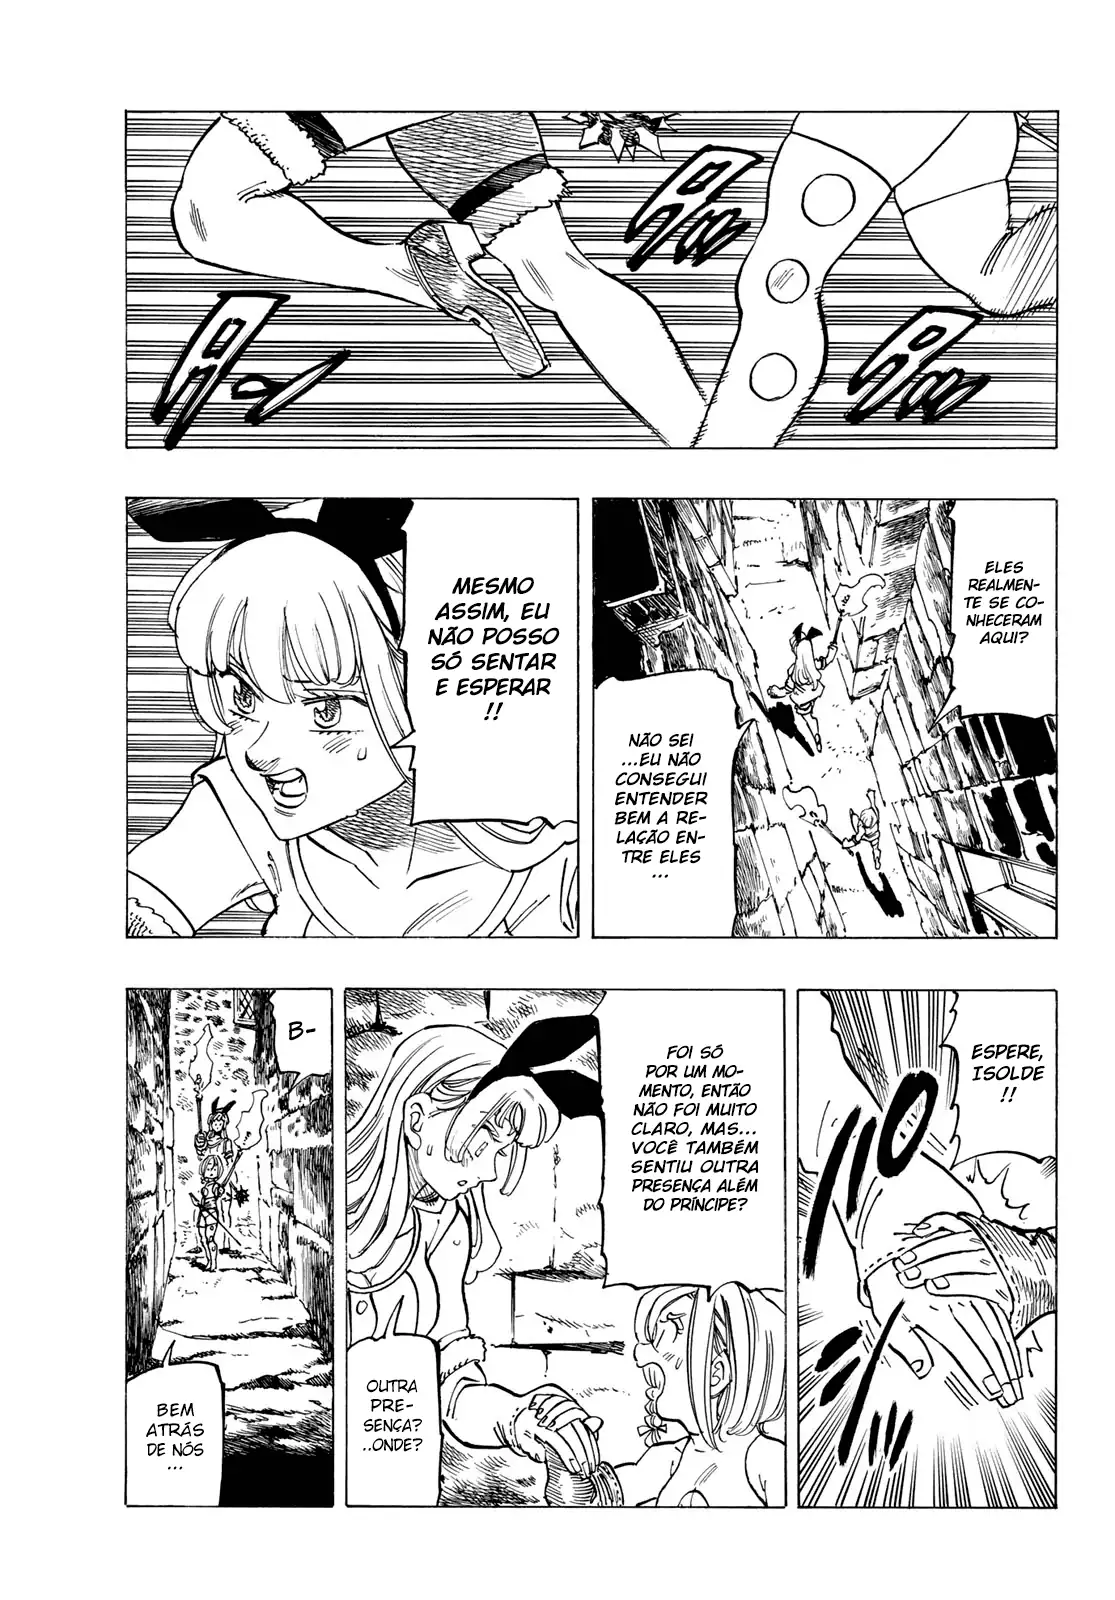 ELES
REALMEN-
TE SE CO-
NHECERAM
AQUI?
NÃO SEI
...EU NÃO
CONSEGUI
ENTENDER
BEM A RE-
LAÇÃO EN-
TRE ELES
...
MESMO
ASSIM, EU
NÃO POSSO
SÓ SENTAR
E ESPERAR
!!
ESPERE,
ISOLDE
!!
FOI SÓ
POR UM MO-
MENTO, ENTÃO
NÃO FOI MUITO
CLARO, MAS...
VOCÊ TAMBÉM
SENTIU OUTRA
PRESENÇA ALÉM
DO PRÍNCIPE?
OUTRA
PRE-
SENÇA?
..ONDE?
B-
BEM
ATRÁS
DE NÓS
...